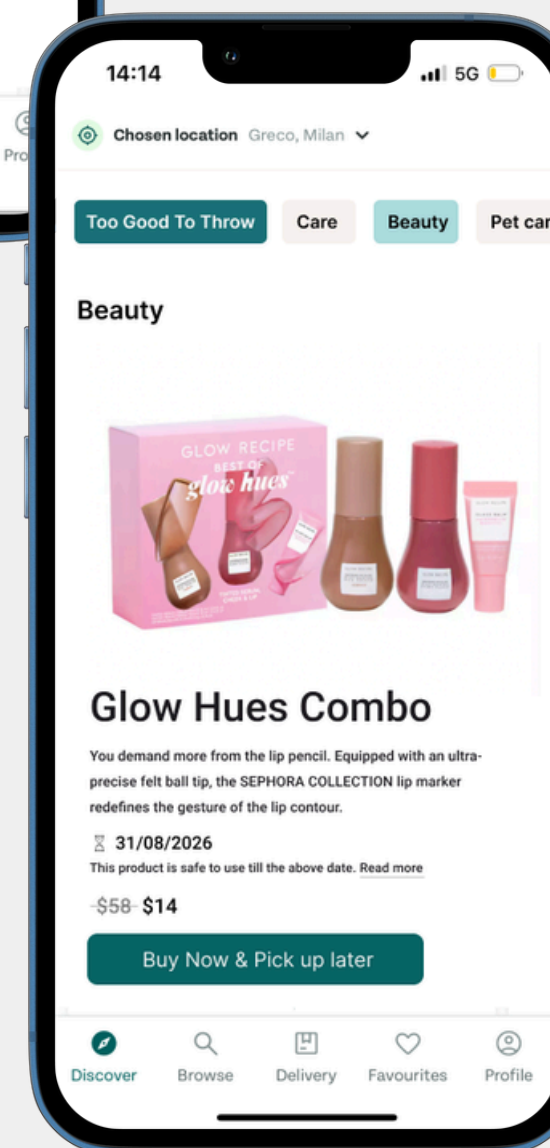 Pro
14:14
5G
Chosen location Greco, Milan
Too Good To Throw Care Beauty Pet car
Beauty
GLOW RECIPE
BEST OF
glow hues
TINTED SERUM,
CHEEK & LIP
Glow Hues Combo
You demand more from the lip pencil. Equipped with an ultra-
precise felt ball tip, the SEPHORA COLLECTION lip marker
redefines the gesture of the lip contour.
31/08/2026
This product is safe to use till the above date. Read more
$58 $14
Buy Now & Pick up later
Discover Browse Delivery Favourites Profile